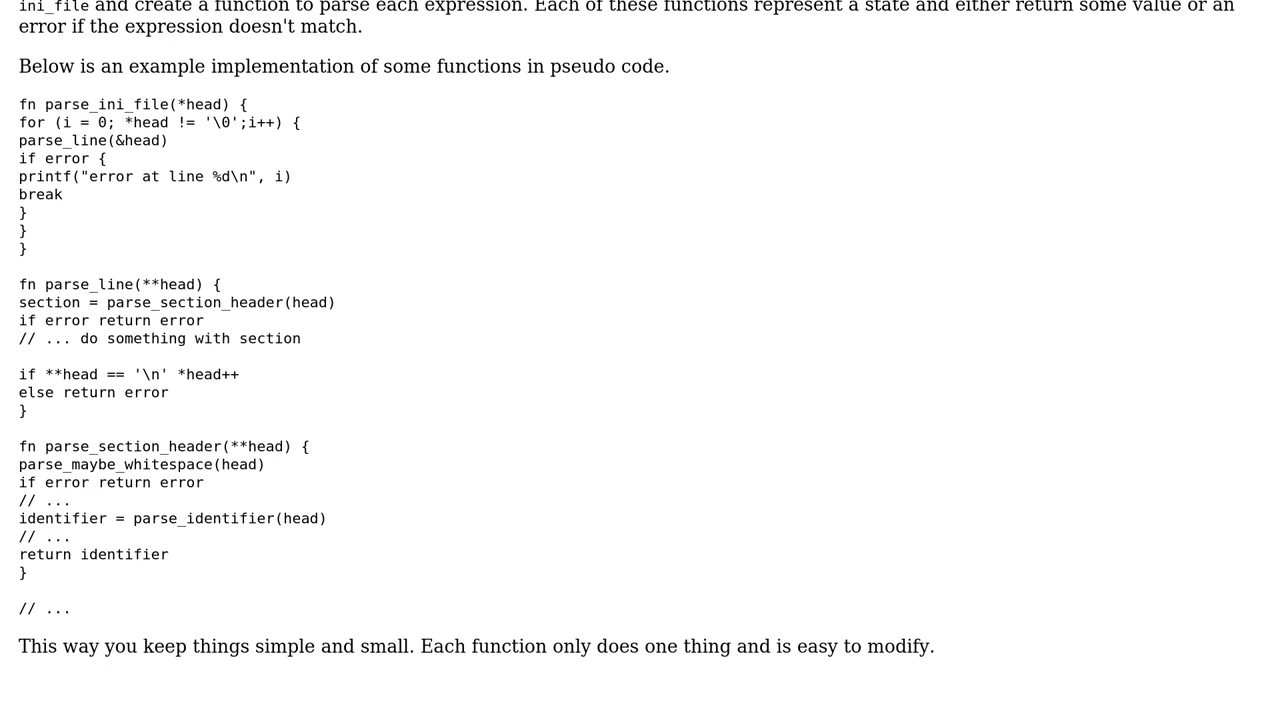 ini_file and create a function to parse each expression. Each of these functions represent a state and either return some value or an
error if the expression doesn't match.
Below is an example implementation of some functions in pseudo code.
fn parse_ini_file(*head) {
for (i = 0; *head != '\0';i++) {
parse_line(&head)
if error {
printf("error at line %d\n", i)
break
}
}
}
fn parse_line(**head) {
section = parse_section_header(head)
if error return error
// ... do something with section
if **head == '\n' *head++
else return error
}
fn parse_section_header(**head) {
parse_maybe_whitespace(head)
if error return error
// ...
identifier = parse_identifier(head)
// ...
return identifier
}
// ...
This way you keep things simple and small. Each function only does one thing and is easy to modify.